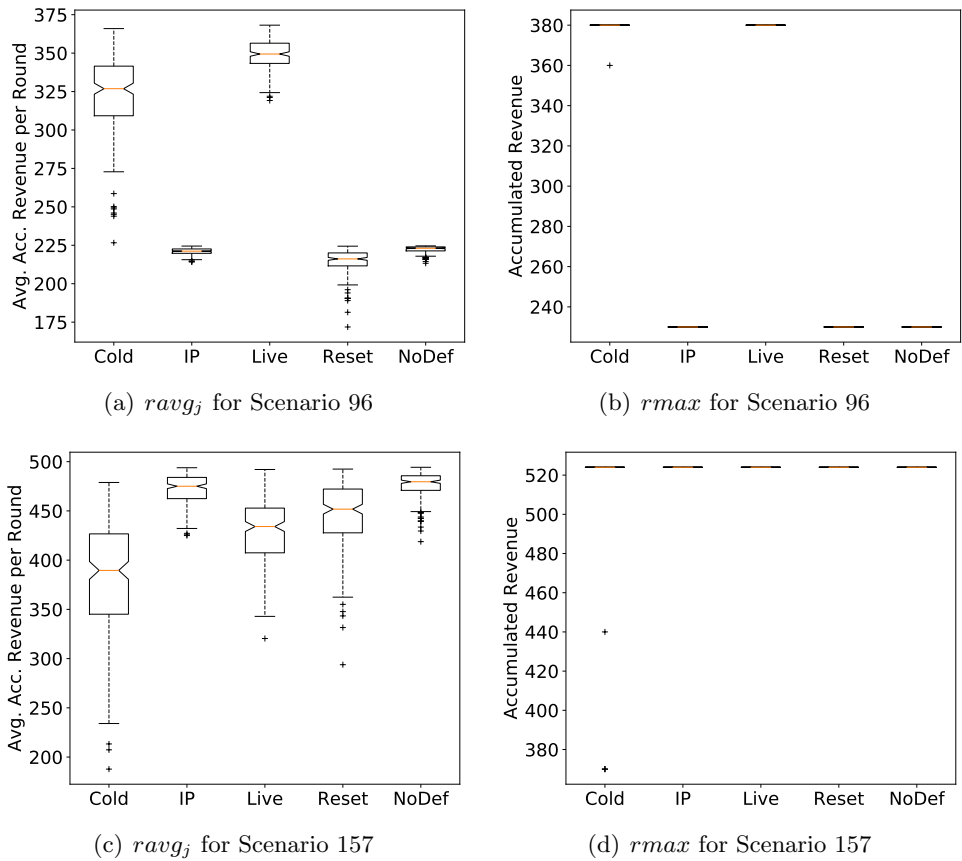 375
350
325
300
275
250
225
200
175
Avg. Acc. Revenue per Round
Cold IP Live Reset NoDef
(a) ravg_j for Scenario 96
380
360
340
320
300
280
260
240
Accumulated Revenue
Cold IP Live Reset NoDef
(b) rmax for Scenario 96
500
450
400
350
300
250
200
Avg. Acc. Revenue per Round
Cold IP Live Reset NoDef
(c) ravg_j for Scenario 157
520
500
480
460
440
420
400
380
Accumulated Revenue
Cold IP Live Reset NoDef
(d) rmax for Scenario 157